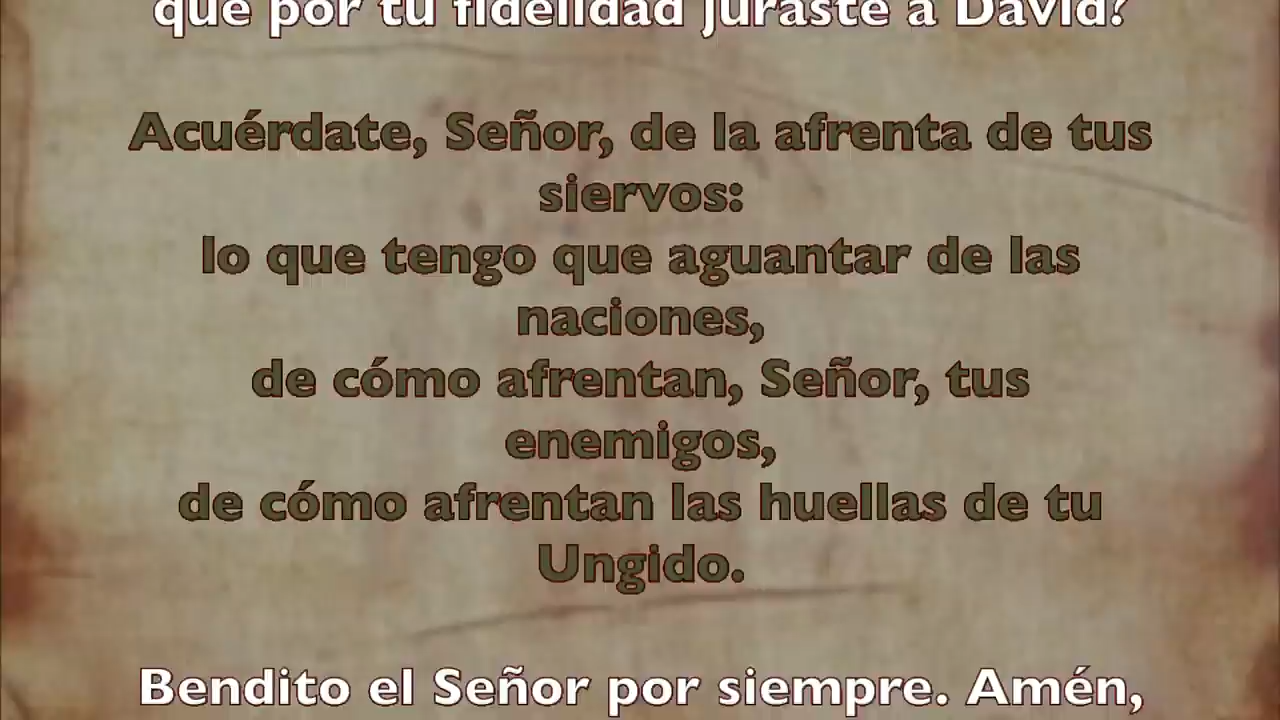 que por tu fidelidad juraste a David?
Acuérdate, Señor, de la afrenta de tus
siervos:
lo que tengo que aguantar de las
naciones,
de cómo afrentan, Señor, tus
enemigos,
de cómo afrentan las huellas de tu
Ungido.
Bendito el Señor por siempre. Amén,